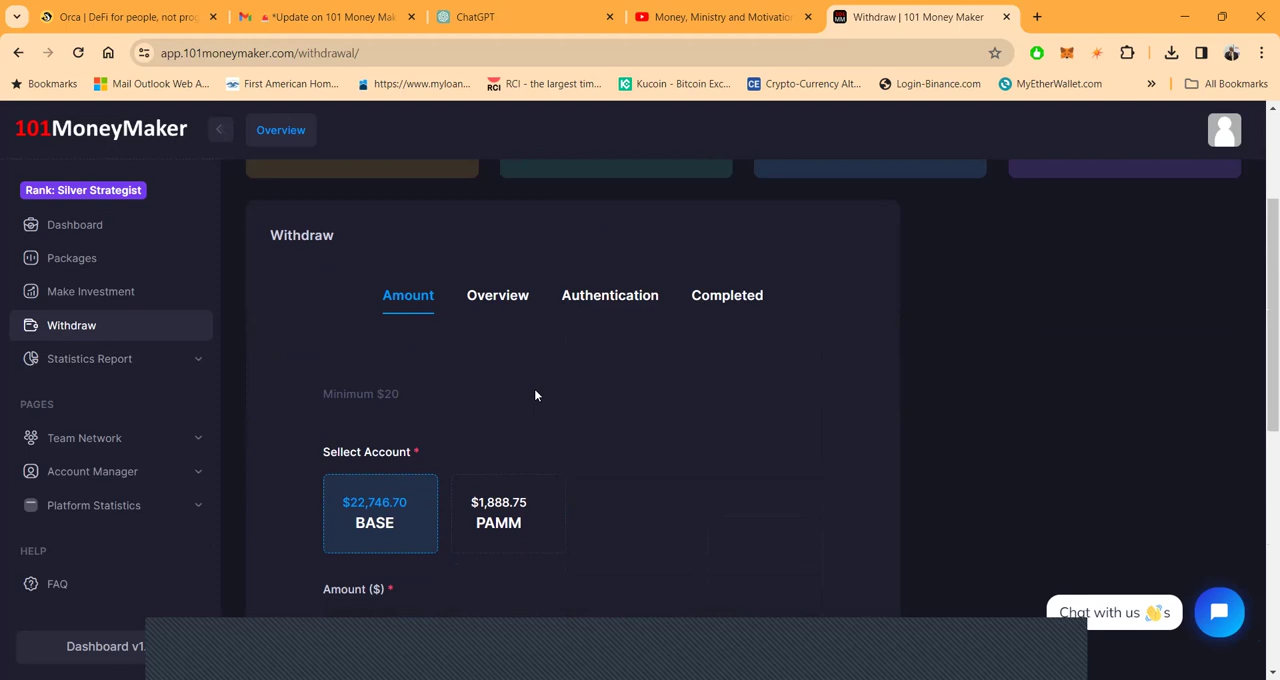 Orca | DeFi for people, not prog
*Update on 101 Money Mak
ChatGPT
Money, Ministry and Motivation
Withdraw | 101 Money Maker
app.101moneymaker.com/withdrawal/
Bookmarks
Mail Outlook Web A...
First American Hom...
https://www.myloan...
RCI - the largest tim...
Kucoin - Bitcoin Exc...
Crypto-Currency Alt...
Login-Binance.com
MyEtherWallet.com
All Bookmarks
101MoneyMaker
Overview
Rank: Silver Strategist
Dashboard
Packages
Make Investment
Withdraw
Statistics Report
PAGES
Team Network
Account Manager
Platform Statistics
HELP
FAQ
Dashboard v1.
Withdraw
Amount
Overview
Authentication
Completed
Minimum $20
Sellect Account *
$22,746.70
BASE
$1,888.75
PAMM
Amount ($) *
Chat with us 👋s